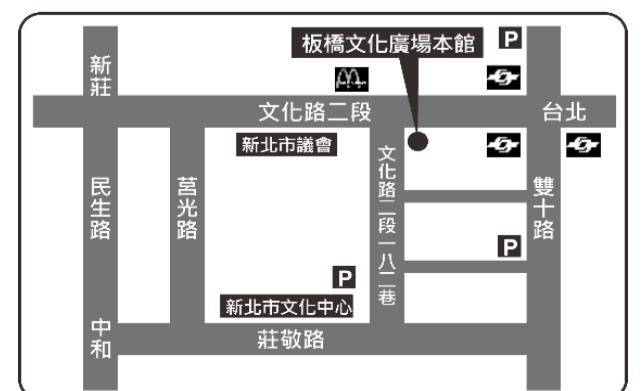 板橋文化廣場本館
P
新莊
文化路二段
台北
新北市議會
民生路
莒光路
文化路二段一八二巷
雙十路
P
P
新北市文化中心
中和
莊敬路